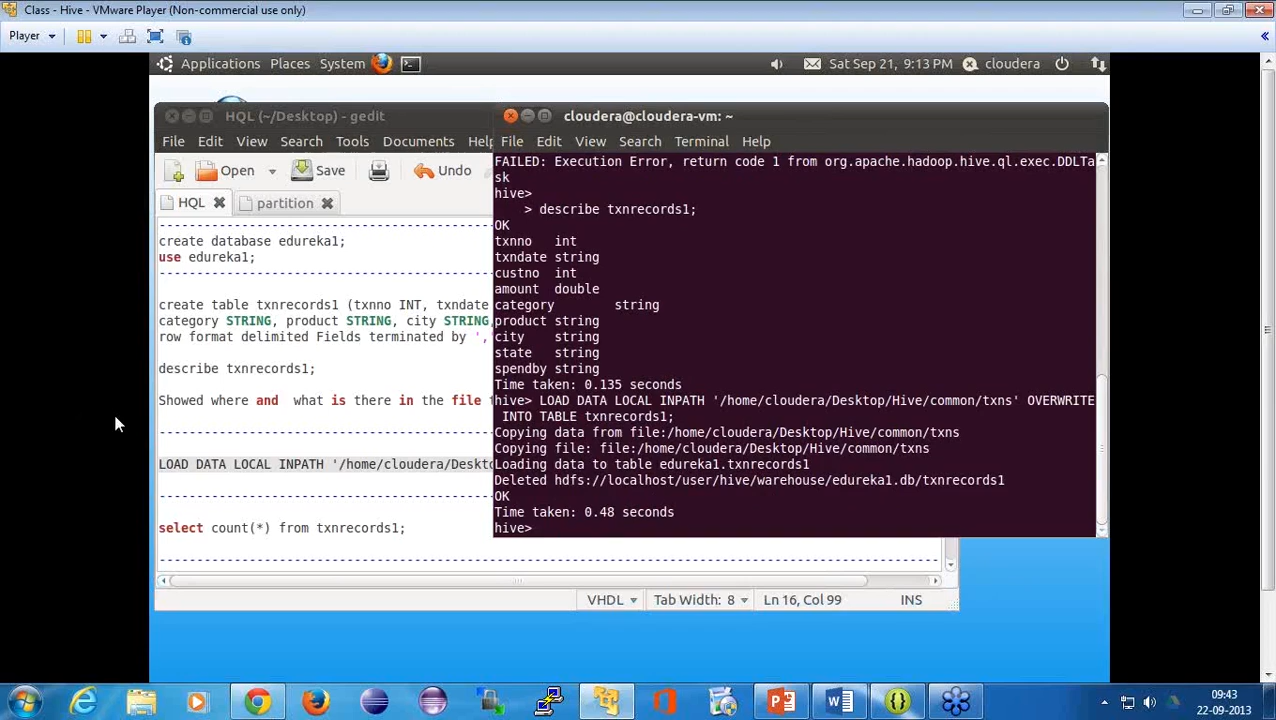 Class - Hive - VMware Player (Non-commercial use only)
Player
Applications Places System Sat Sep 21, 9:13 PM cloudera
HQL (~/Desktop) - gedit
File Edit View Search Tools Documents Help
Open Save Undo
HQL partition
create database edureka1;
use edureka1;
create table txnrecords1 (txnno INT, txndate
category STRING, product STRING, city STRING,
row format delimited Fields terminated by ',
describe txnrecords1;
Showed where and what is there in the file
LOAD DATA LOCAL INPATH '/home/cloudera/Deskto
select count(*) from txnrecords1;
VHDL Tab Width: 8 Ln 16, Col 99 INS
cloudera@cloudera-vm: ~
File Edit View Search Terminal Help
FAILED: Execution Error, return code 1 from org.apache.hadoop.hive.ql.exec.DDLTa
sk
hive>
> describe txnrecords1;
OK
txnno int
txndate string
custno int
amount double
category string
product string
city string
state string
spendby string
Time taken: 0.135 seconds
hive> LOAD DATA LOCAL INPATH '/home/cloudera/Desktop/Hive/common/txns' OVERWRITE
INTO TABLE txnrecords1;
Copying data from file:/home/cloudera/Desktop/Hive/common/txns
Copying file: file:/home/cloudera/Desktop/Hive/common/txns
Loading data to table edureka1.txnrecords1
Deleted hdfs://localhost/user/hive/warehouse/edureka1.db/txnrecords1
OK
Time taken: 0.48 seconds
hive>
09:43
22-09-2013